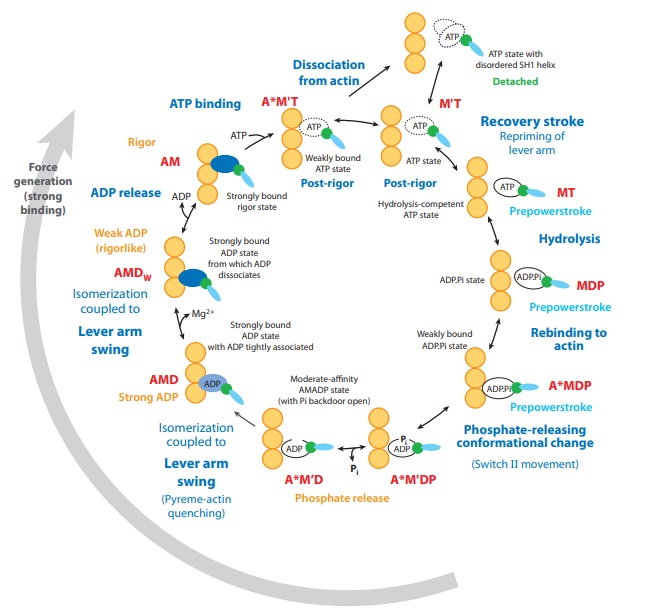 ATP
ATP state with
disordered SH1 helix
Detached
Dissociation
from actin
ATP binding
A*M'T
M'T
ATP
ATP
ATP
Recovery stroke
Repriming of
lever arm
Rigor
AM
Weakly bound
ATP state
Post-rigor
ATP state
Post-rigor
Force
generation
(strong
binding)
ADP release
ADP
Strongly bound
rigor state
Hydrolysis-competent
ATP state
ATP
MT
Prepowerstroke
Weak ADP
(rigorlike)
AMDW
Strongly bound
ADP state
from which ADP
dissociates
Hydrolysis
Isomerization
coupled to
Lever arm
swing
ADP.Pi state
ADP.Pi
MDP
Prepowerstroke
Mg2+
Strongly bound
ADP state
with ADP tightly associated
Weakly bound
ADP.Pi state
Rebinding to
actin
AMD
Strong ADP
ADP
Moderate-affinity
AMADP state
(with Pi backdoor open)
ADP.Pi
A*MDP
Prepowerstroke
Isomerization
coupled to
Lever arm
swing
(Pyreme-actin
quenching)
ADP
Pi
ADP
Pi
A*M'D
A*M'DP
Phosphate release
Phosphate-releasing
conformational change
(Switch II movement)